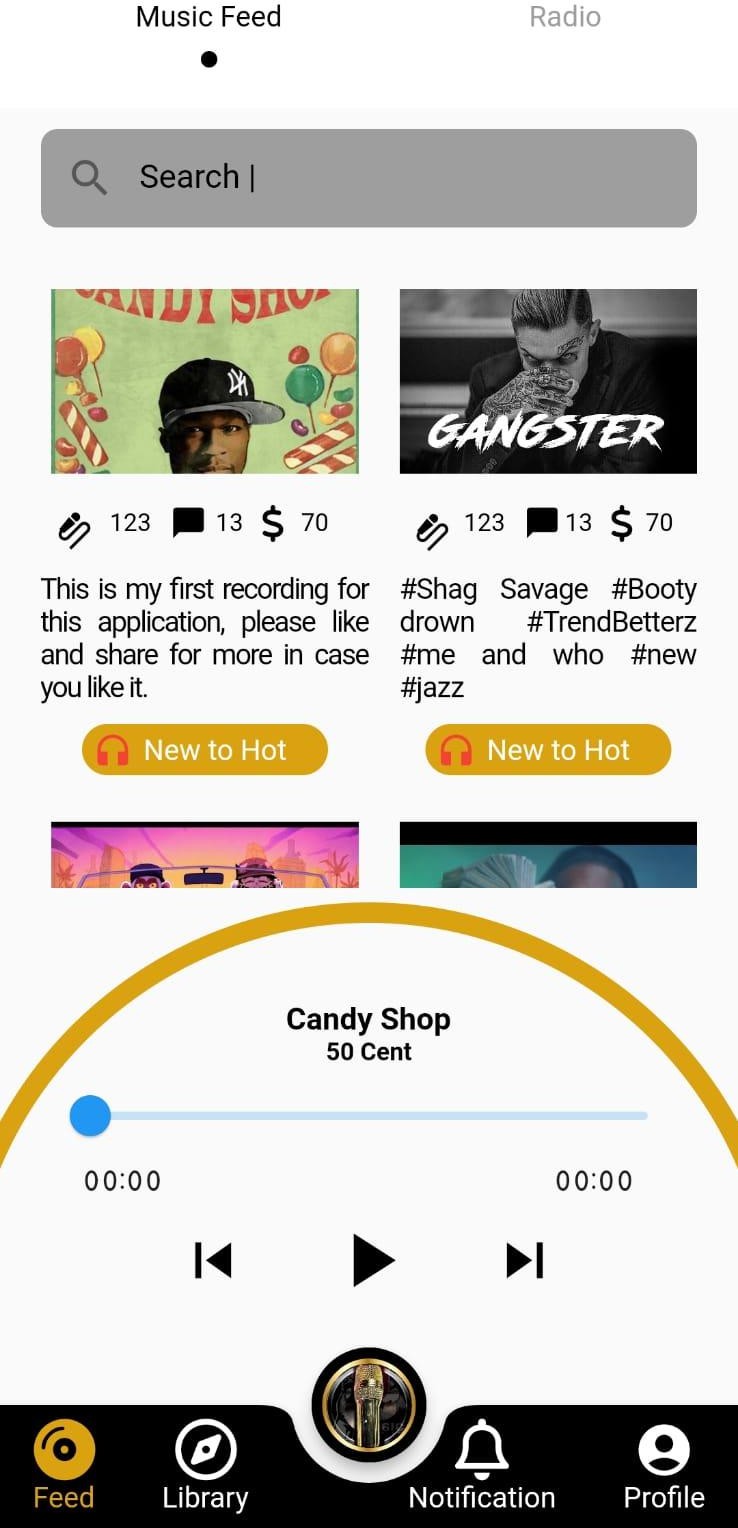 Music Feed
Radio
Search |
CANDY SHOP
GANGSTER
123 13 $ 70
123 13 $ 70
This is my first recording for
this application, please like
and share for more in case
you like it.
#Shag Savage #Booty
drown #TrendBetterz
#me and who #new
#jazz
New to Hot
New to Hot
Candy Shop
50 Cent
00:00
00:00
Feed
Library
Notification
Profile